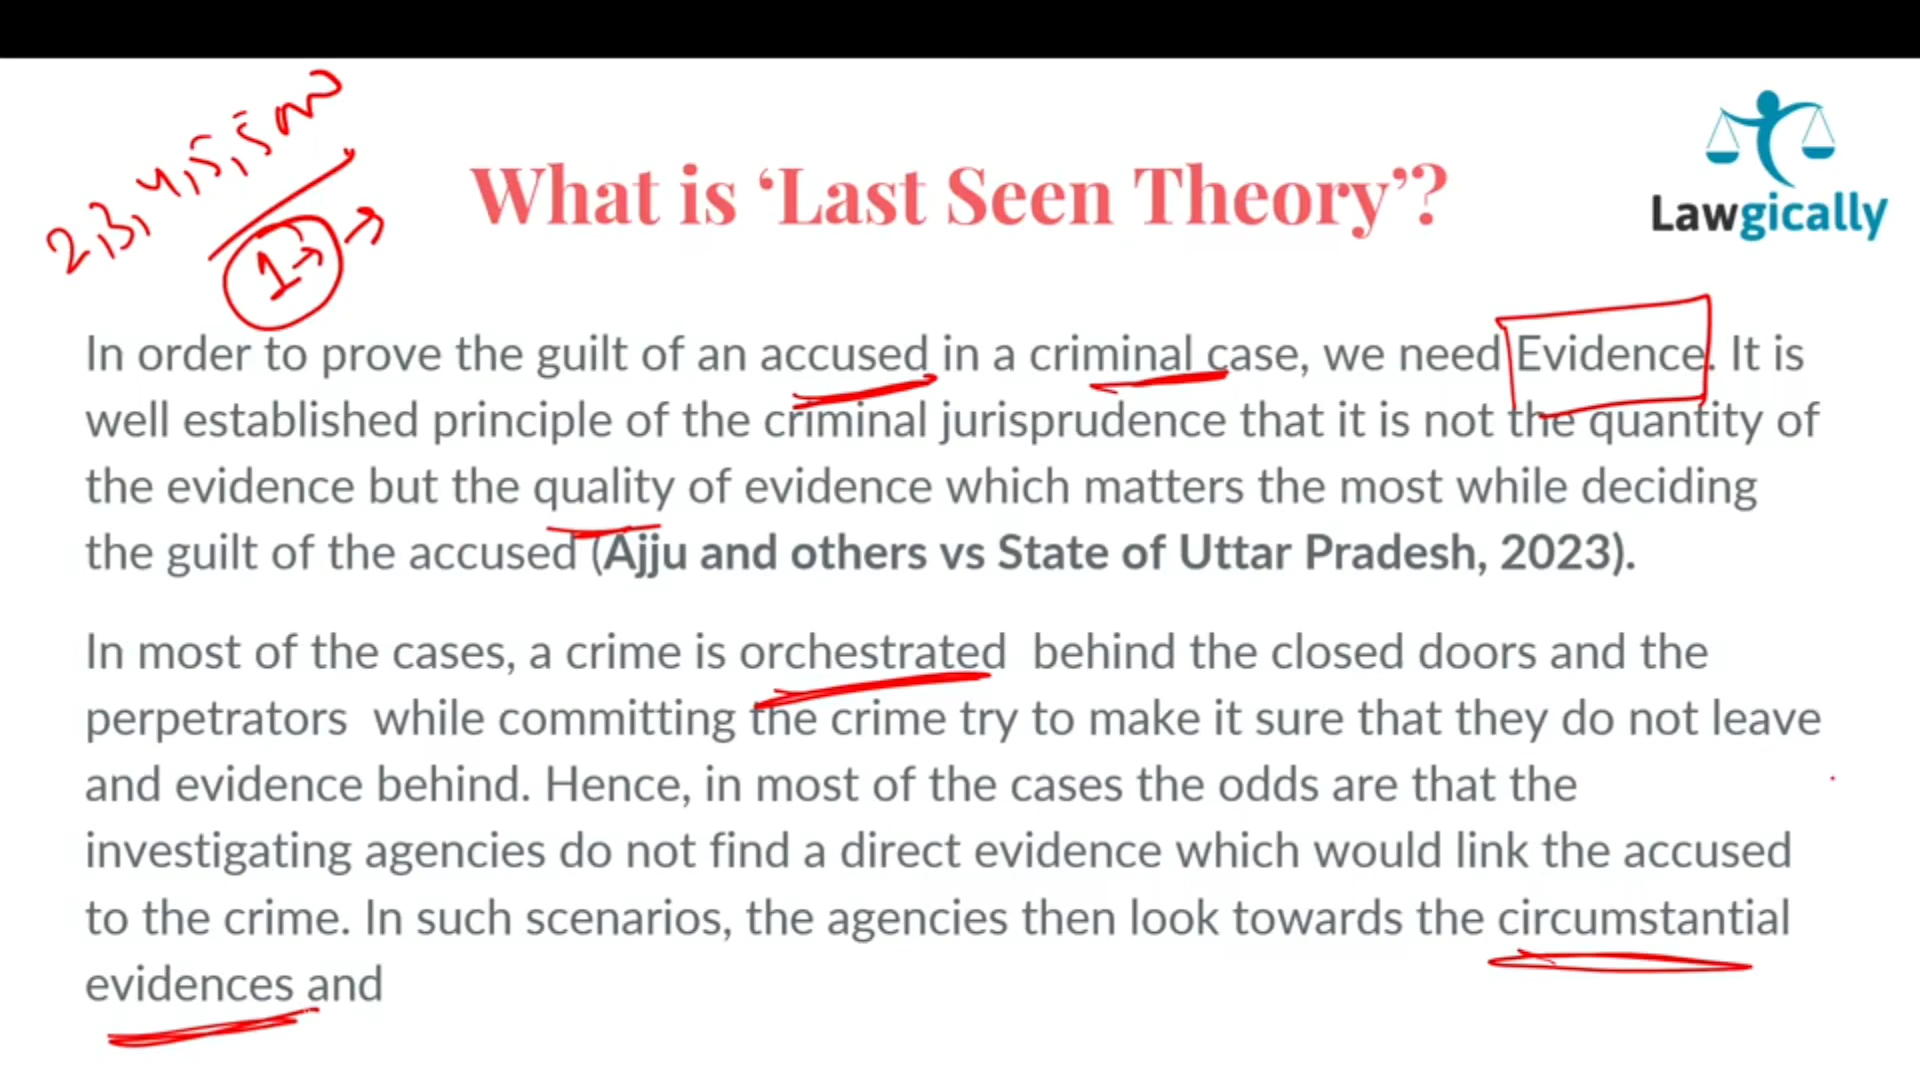 2,3,4,5,5
1→ →
What is ‘Last Seen Theory’?
Lawgically
In order to prove the guilt of an accused in a criminal case, we need Evidence. It is
well established principle of the criminal jurisprudence that it is not the quantity of
the evidence but the quality of evidence which matters the most while deciding
the guilt of the accused (Ajju and others vs State of Uttar Pradesh, 2023).
In most of the cases, a crime is orchestrated behind the closed doors and the
perpetrators while committing the crime try to make it sure that they do not leave
and evidence behind. Hence, in most of the cases the odds are that the
investigating agencies do not find a direct evidence which would link the accused
to the crime. In such scenarios, the agencies then look towards the circumstantial
evidences and